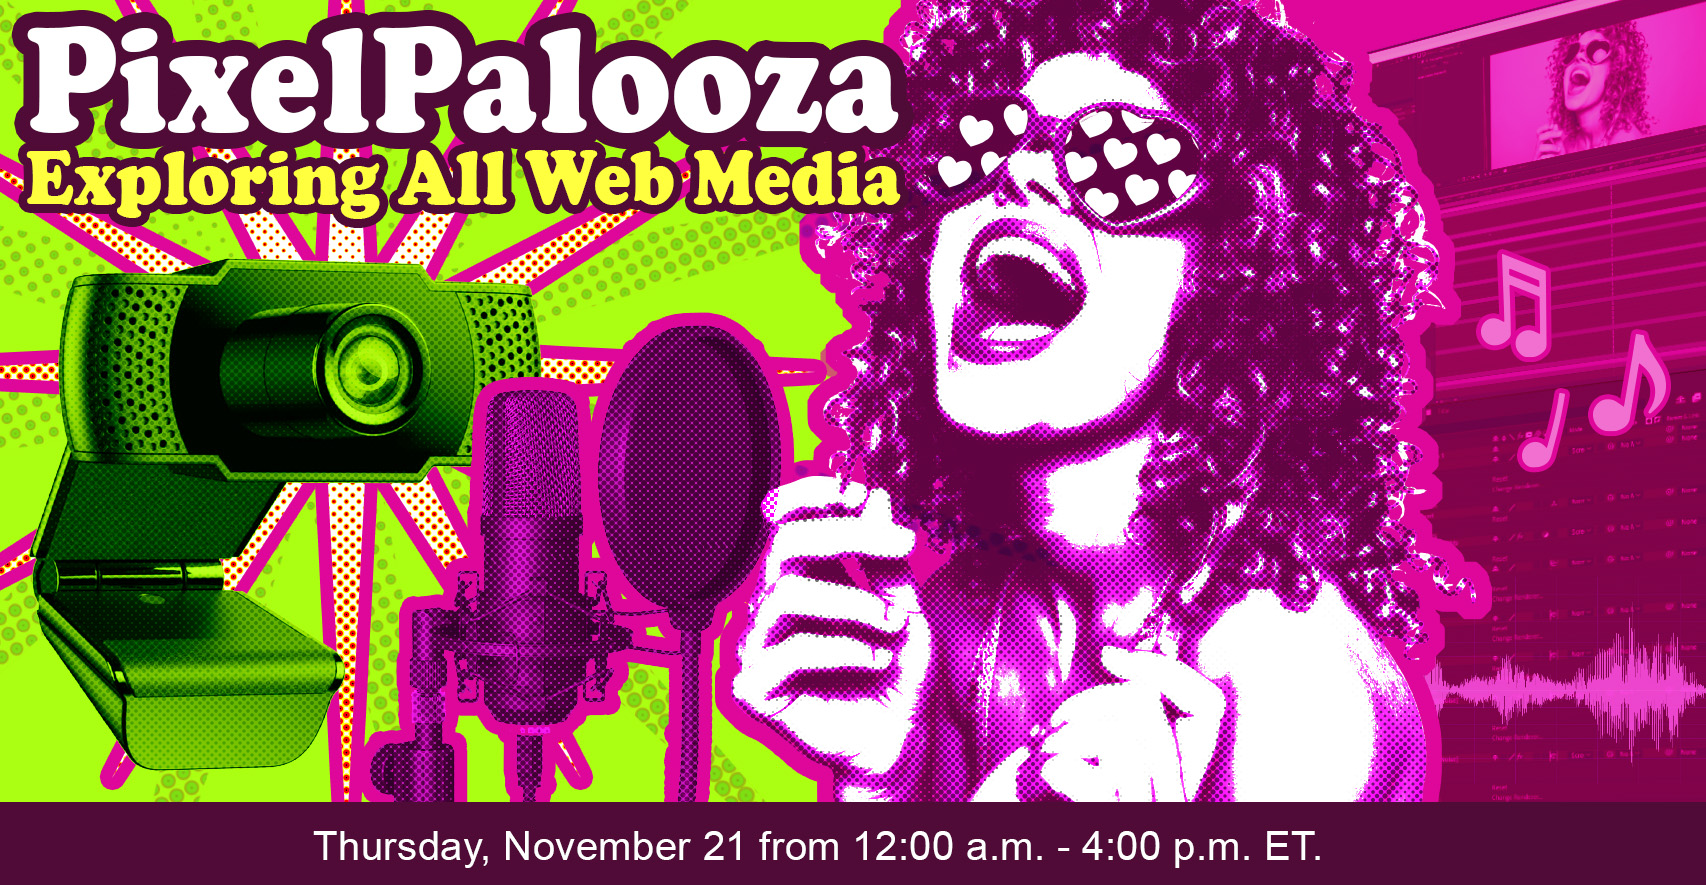 PixelPalooza
Exploring All Web Media
Thursday, November 21 from 12:00 a.m. - 4:00 p.m. ET.